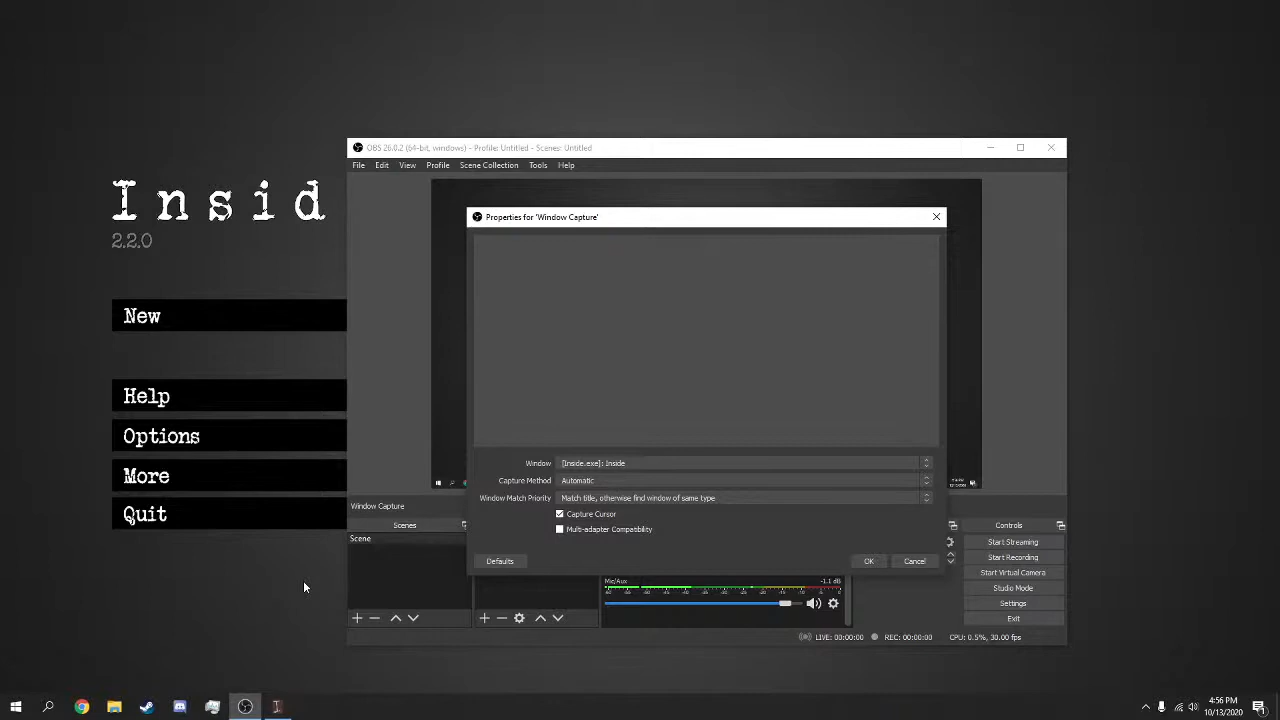 I n s i d
2.2.0
New
Help
Options
More
Quit
OBS 26.0.2 (64-bit, windows) - Profile: Untitled - Scenes: Untitled
File Edit View Profile Scene Collection Tools Help
Properties for 'Window Capture'
Window [Inside.exe]: Inside
Capture Method Automatic
Window Match Priority Match title, otherwise find window of same type
Capture Cursor
Multi-adapter Compatibility
Defaults OK Cancel
Window Capture
Scenes
Scene
Mic/Aux -1.1 dB
Controls
Start Streaming
Start Recording
Start Virtual Camera
Studio Mode
Settings
Exit
LIVE: 00:00:00 REC: 00:00:00 CPU: 0.5%, 30.00 fps
4:56 PM
10/13/2020